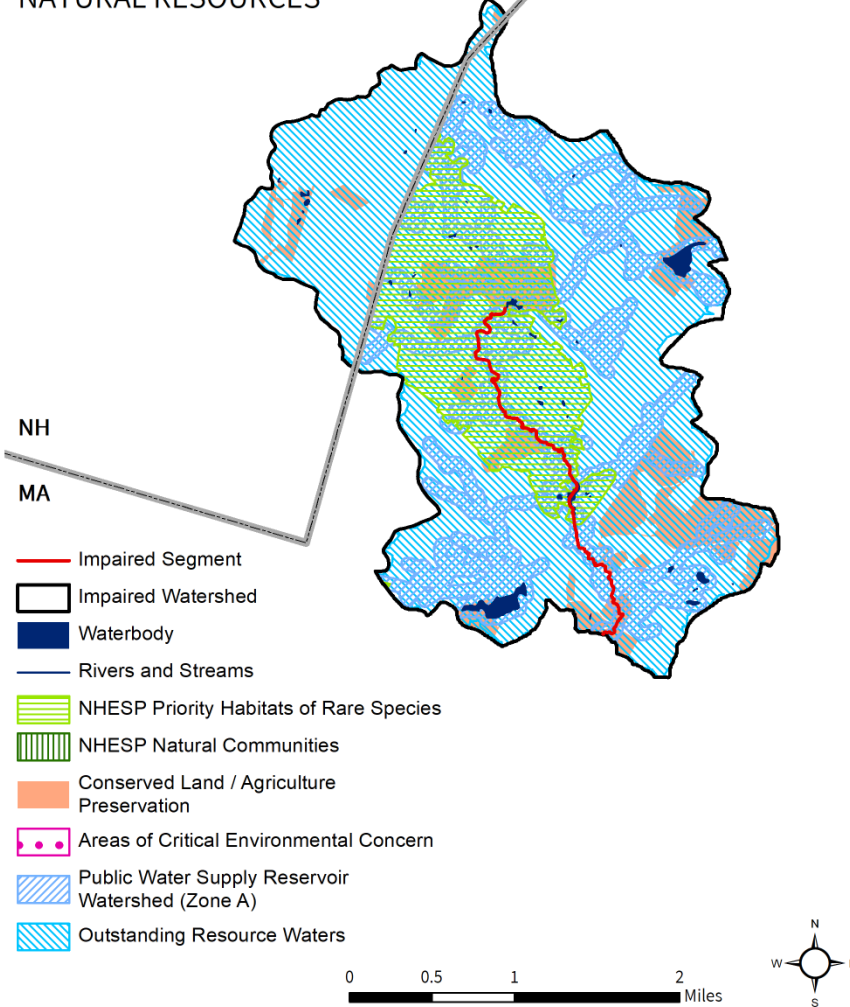 NATURAL RESOURCES
NH
MA
Impaired Segment
Impaired Watershed
Waterbody
Rivers and Streams
NHESP Priority Habitats of Rare Species
NHESP Natural Communities
Conserved Land / Agriculture
Preservation
Areas of Critical Environmental Concern
Public Water Supply Reservoir
Watershed (Zone A)
Outstanding Resource Waters
0 0.5 1 2
Miles
N
W
S